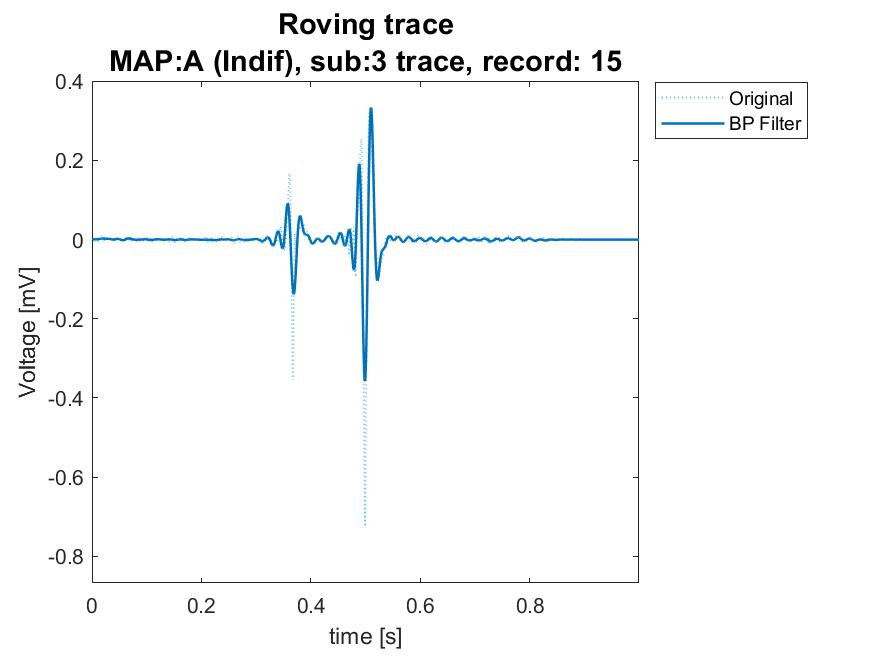 Roving trace
MAP:A (Indif), sub:3 trace, record: 15
Original
BP Filter
0.4
0.2
0
-0.2
-0.4
-0.6
-0.8
Voltage [mV]
0 0.2 0.4 0.6 0.8
time [s]